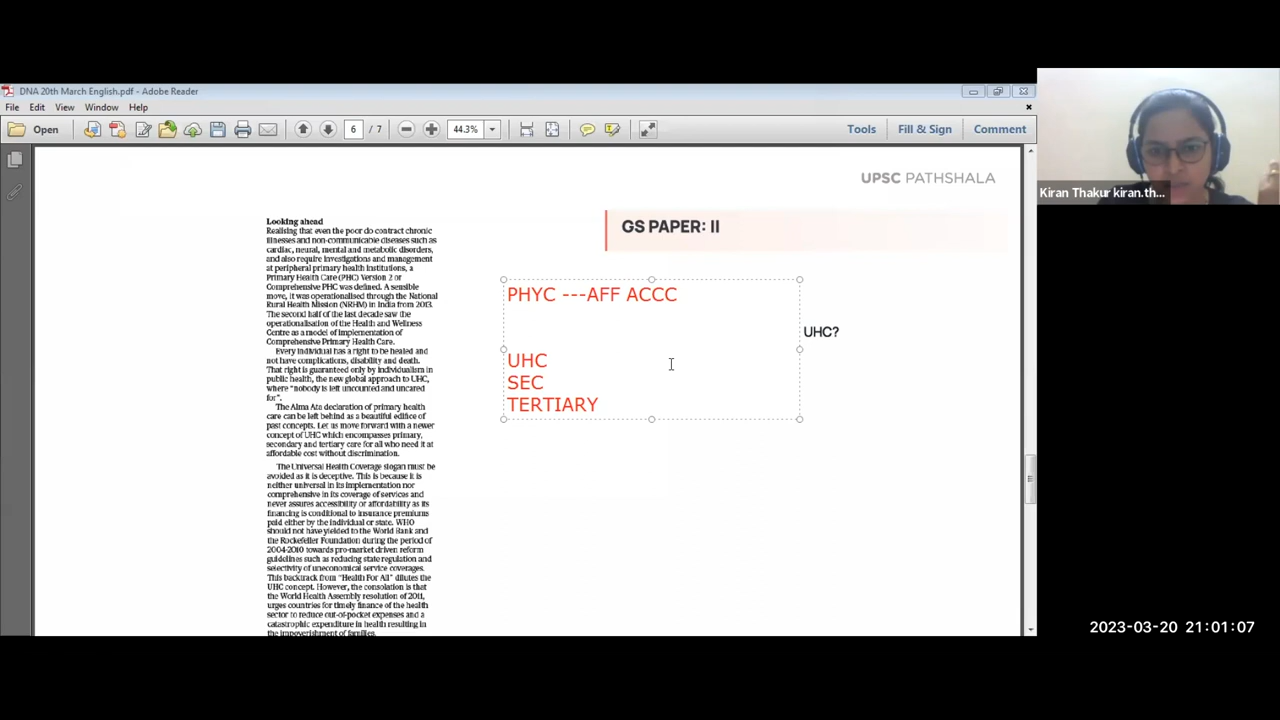 DNA 20th March English.pdf - Adobe Reader
File Edit View Window Help
Open 6 / 7 44.3% Tools Fill & Sign Comment
UPSC PATHSHALA
GS PAPER: II
Looking ahead
Realising that even the poor do contract chronic
illnesses and non-communicable diseases such as
cardiac, neural, mental and metabolic disorders,
and also require investigations and management
at peripheral primary health institutions, a
Primary Health Care (PHC) Version 2 or
Comprehensive PHC was defined. A sensible
move, it was operationalised through the National
Rural Health Mission (NRHM) in India from 2013.
The second half of the last decade saw the
operationalisation of the Health and Wellness
Centre as a model of implementation of
Comprehensive Primary Health Care.
Every individual has a right to be healed and
not have complications, disability and death.
That right is guaranteed only by individualism in
public health, the new global approach to UHC,
where "nobody is left uncounted and uncared
for".
The Alma Ata declaration of primary health
care can be left behind as a beautiful edifice of
past concepts. Let us move forward with a newer
concept of UHC which encompasses primary,
secondary and tertiary care for all who need it at
affordable cost without discrimination.
The Universal Health Coverage slogan must be
avoided as it is deceptive. This is because it is
neither universal in its implementation nor
comprehensive in its coverage of services and
never assures accessibility or affordability as its
financing is conditional to insurance premiums
paid either by the individual or state. WHO
should not have yielded to the World Bank and
the Rockefeller Foundation during the period of
2004-2010 towards pro-market driven reform
guidelines such as reducing state regulation and
selectivity of uneconomical service coverages.
This backtrack from "Health For All" dilutes the
UHC concept. However, the consolation is that
the World Health Assembly resolution of 2011,
urges countries for timely finance of the health
sector to reduce out-of-pocket expenses and a
catastrophic expenditure in health resulting in
the impoverishment of families.
PHYC ---AFF ACCC
UHC?
UHC
SEC
TERTIARY
Kiran Thakur kiran.th...
2023-03-20 21:01:07